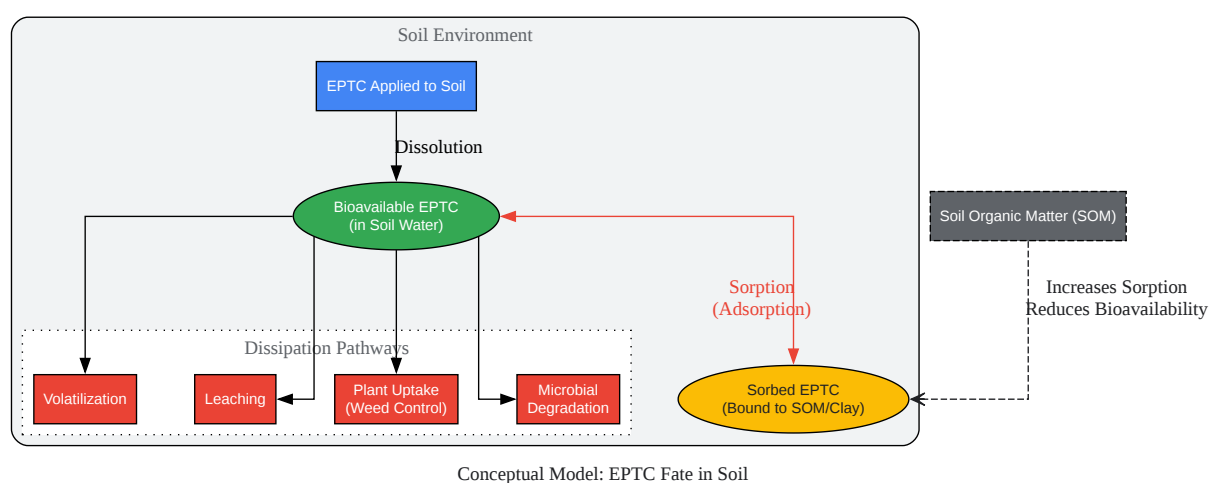 Soil Environment
EPTC Applied to Soil
Dissolution
Bioavailable EPTC
(in Soil Water)
Soil Organic Matter (SOM)
Sorption
(Adsorption)
Increases Sorption
Reduces Bioavailability
Dissipation Pathways
Volatilization
Leaching
Plant Uptake
(Weed Control)
Microbial
Degradation
Sorbed EPTC
(Bound to SOM/Clay)
Conceptual Model: EPTC Fate in Soil